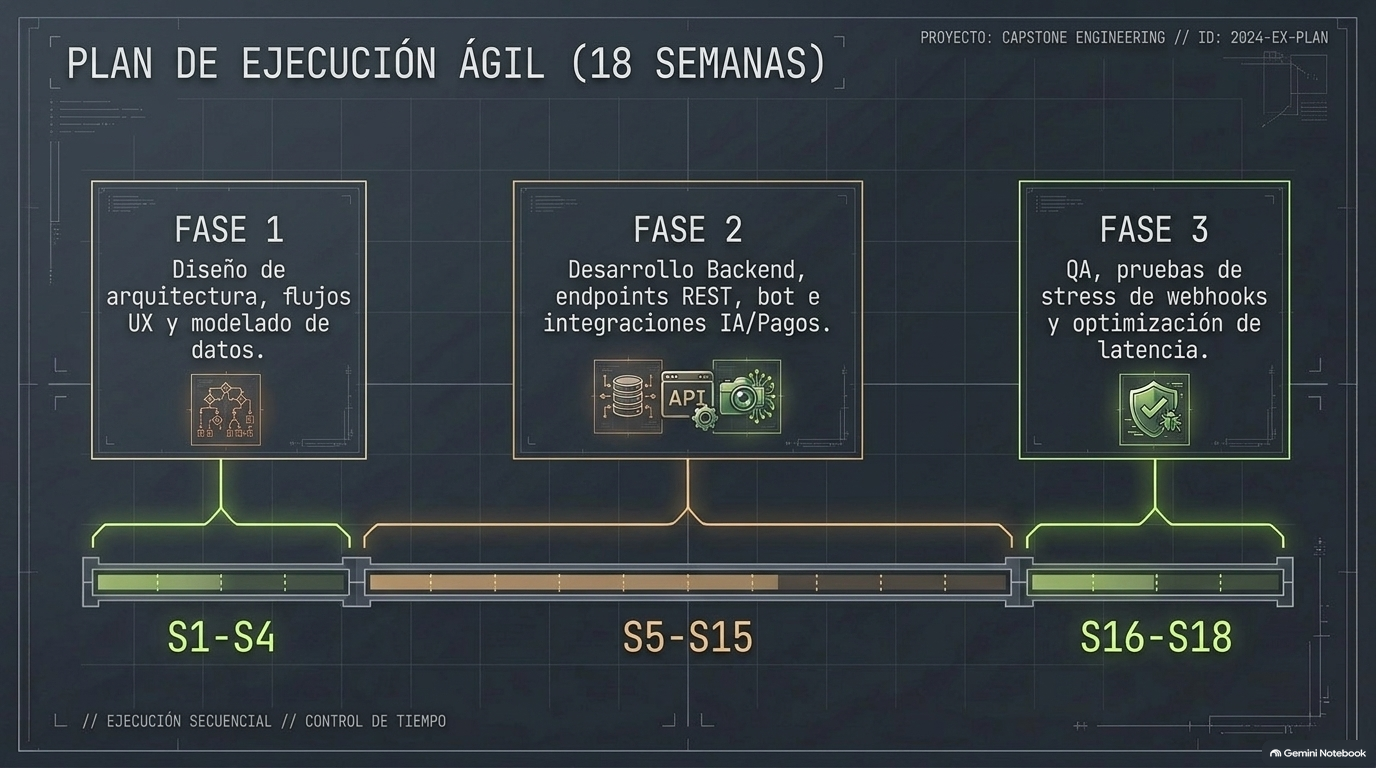 PROYECTO: CAPSTONE ENGINEERING // ID: 2024-EX-PLAN
PLAN DE EJECUCIÓN ÁGIL (18 SEMANAS)
FASE 1
Diseño de
arquitectura, flujos
UX y modelado de
datos.
FASE 2
Desarrollo Backend,
endpoints REST, bot e
integraciones IA/Pagos.
API
FASE 3
QA, pruebas de
stress de webhooks
y optimización de
latencia.
S1-S4
S5-S15
S16-S18
// EJECUCIÓN SECUENCIAL // CONTROL DE TIEMPO
Gemini Notebook